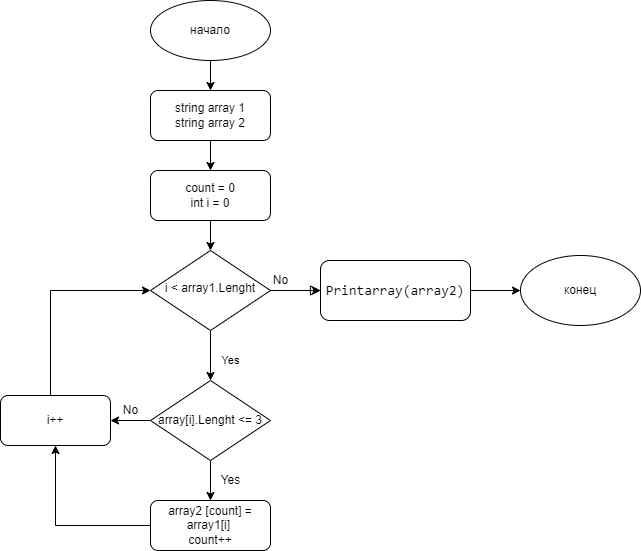 начало
string array 1
string array 2
count = 0
int i = 0
i < array1.Lenght
No
Printarray(array2)
конец
Yes
array[i].Lenght <= 3
No
i++
Yes
array2 [count] =
array1[i]
count++